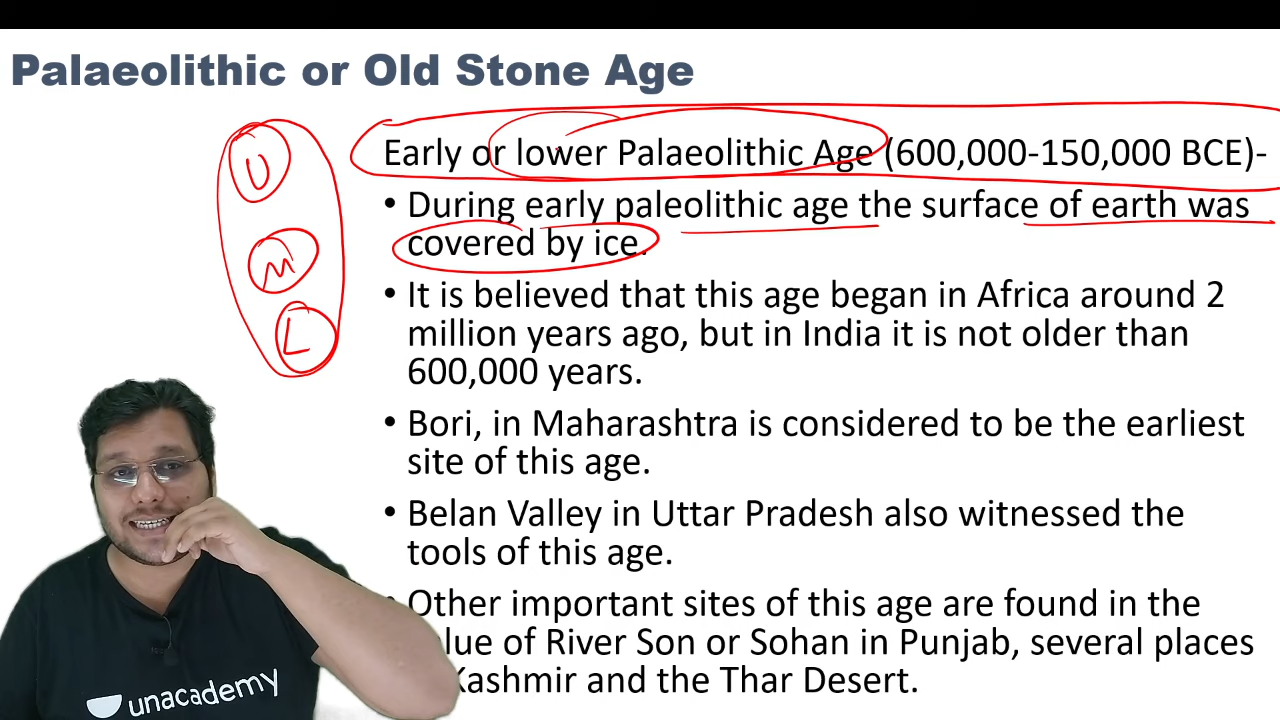 Palaeolithic or Old Stone Age
U
M
L
Early or lower Palaeolithic Age (600,000-150,000 BCE)-
• During early paleolithic age the surface of earth was
covered by ice.
• It is believed that this age began in Africa around 2
million years ago, but in India it is not older than
600,000 years.
• Bori, in Maharashtra is considered to be the earliest
site of this age.
• Belan Valley in Uttar Pradesh also witnessed the
tools of this age.
• Other important sites of this age are found in the
lue of River Son or Sohan in Punjab, several places
Kashmir and the Thar Desert.
unacademy